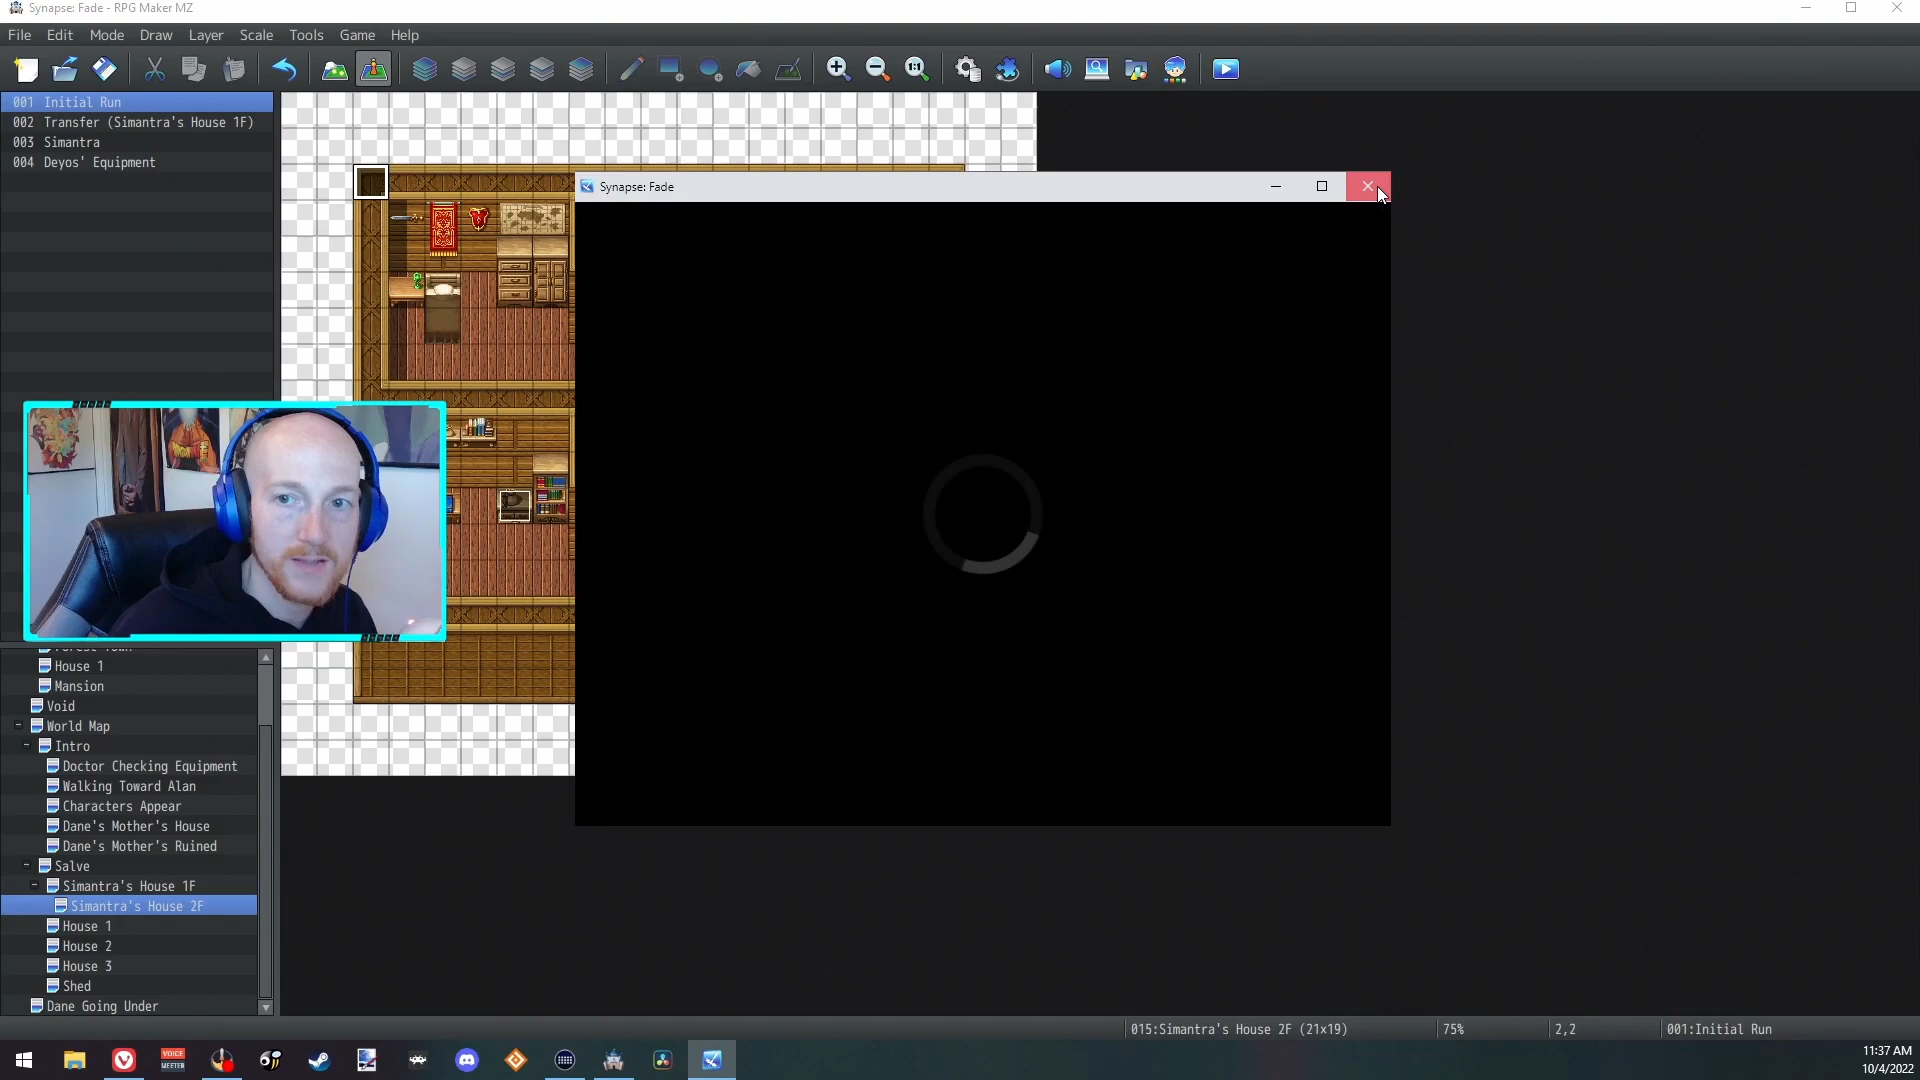 Synapse: Fade - RPG Maker MZ
File Edit Mode Draw Layer Scale Tools Game Help
1:1
001 Initial Run
002 Transfer (Simantra's House 1F)
003 Simantra
004 Deyos' Equipment
Synapse: Fade
House 1
Mansion
Void
World Map
Intro
Doctor Checking Equipment
Walking Toward Alan
Characters Appear
Dane's Mother's House
Dane's Mother's Ruined
Salve
Simantra's House 1F
Simantra's House 2F
House 1
House 2
House 3
Shed
Dane Going Under
015:Simantra's House 2F (21x19) 75% 2,2 001:Initial Run
VOICE
MEETER
11:37 AM
10/4/2022